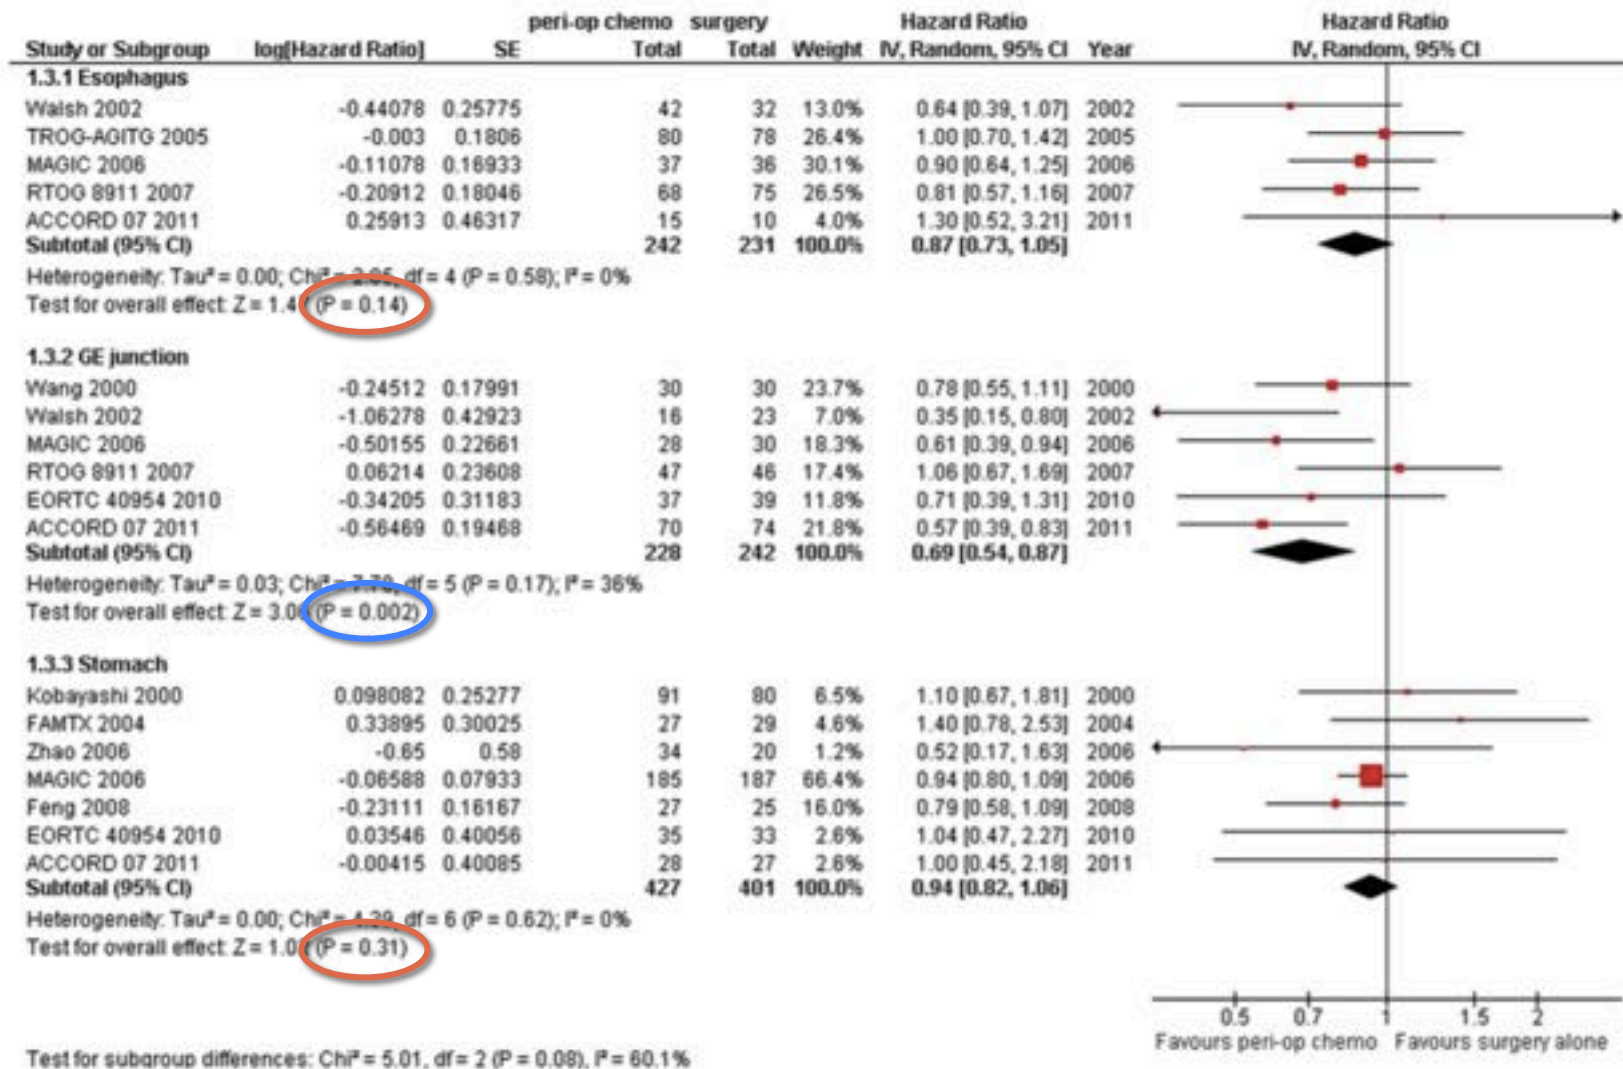 peri-op chemo surgery Hazard Ratio Hazard Ratio
Study or Subgroup log[Hazard Ratio] SE Total Total Weight IV, Random, 95% CI Year IV, Random, 95% CI
1.3.1 Esophagus
Walsh 2002 -0.44078 0.25775 42 32 13.0% 0.64 [0.39, 1.07] 2002
TROG-AGITG 2005 -0.003 0.1806 80 78 26.4% 1.00 [0.70, 1.42] 2005
MAGIC 2006 -0.11078 0.16933 37 36 30.1% 0.90 [0.64, 1.25] 2006
RTOG 8911 2007 -0.20912 0.18046 68 75 26.5% 0.81 [0.57, 1.16] 2007
ACCORD 07 2011 0.25913 0.46317 15 10 4.0% 1.30 [0.52, 3.21] 2011
Subtotal (95% CI) 242 231 100.0% 0.87 [0.73, 1.05]
Heterogeneity: Tau² = 0.00; Chi² = df = 4 (P = 0.58); I² = 0%
Test for overall effect: Z = 1.4 (P = 0.14)
1.3.2 GE junction
Wang 2000 -0.24512 0.17991 30 30 23.7% 0.78 [0.55, 1.11] 2000
Walsh 2002 -1.06278 0.42923 16 23 7.0% 0.35 [0.15, 0.80] 2002
MAGIC 2006 -0.50155 0.22661 28 30 18.3% 0.61 [0.39, 0.94] 2006
RTOG 8911 2007 0.06214 0.23608 47 46 17.4% 1.06 [0.67, 1.69] 2007
EORTC 40954 2010 -0.34205 0.31183 37 39 11.8% 0.71 [0.39, 1.31] 2010
ACCORD 07 2011 -0.56469 0.19468 70 74 21.8% 0.57 [0.39, 0.83] 2011
Subtotal (95% CI) 228 242 100.0% 0.69 [0.54, 0.87]
Heterogeneity: Tau² = 0.03; Chi² = df = 5 (P = 0.17); I² = 36%
Test for overall effect: Z = 3.0 (P = 0.002)
1.3.3 Stomach
Kobayashi 2000 0.098082 0.25277 91 80 6.5% 1.10 [0.67, 1.81] 2000
FAMTX 2004 0.33895 0.30025 27 29 4.6% 1.40 [0.78, 2.53] 2004
Zhao 2006 -0.65 0.58 34 20 1.2% 0.52 [0.17, 1.63] 2006
MAGIC 2006 -0.06588 0.07933 185 187 66.4% 0.94 [0.80, 1.09] 2006
Feng 2008 -0.23111 0.16167 27 25 16.0% 0.79 [0.58, 1.09] 2008
EORTC 40954 2010 0.03546 0.40056 35 33 2.6% 1.04 [0.47, 2.27] 2010
ACCORD 07 2011 -0.00415 0.40085 28 27 2.6% 1.00 [0.45, 2.18] 2011
Subtotal (95% CI) 427 401 100.0% 0.94 [0.82, 1.06]
Heterogeneity: Tau² = 0.00; Chi² = df = 6 (P = 0.62); I² = 0%
Test for overall effect: Z = 1.0 (P = 0.31)
0.5 0.7 1 1.5 2
Favours peri-op chemo Favours surgery alone
Test for subgroup differences: Chi² = 5.01, df = 2 (P = 0.08), I² = 60.1%